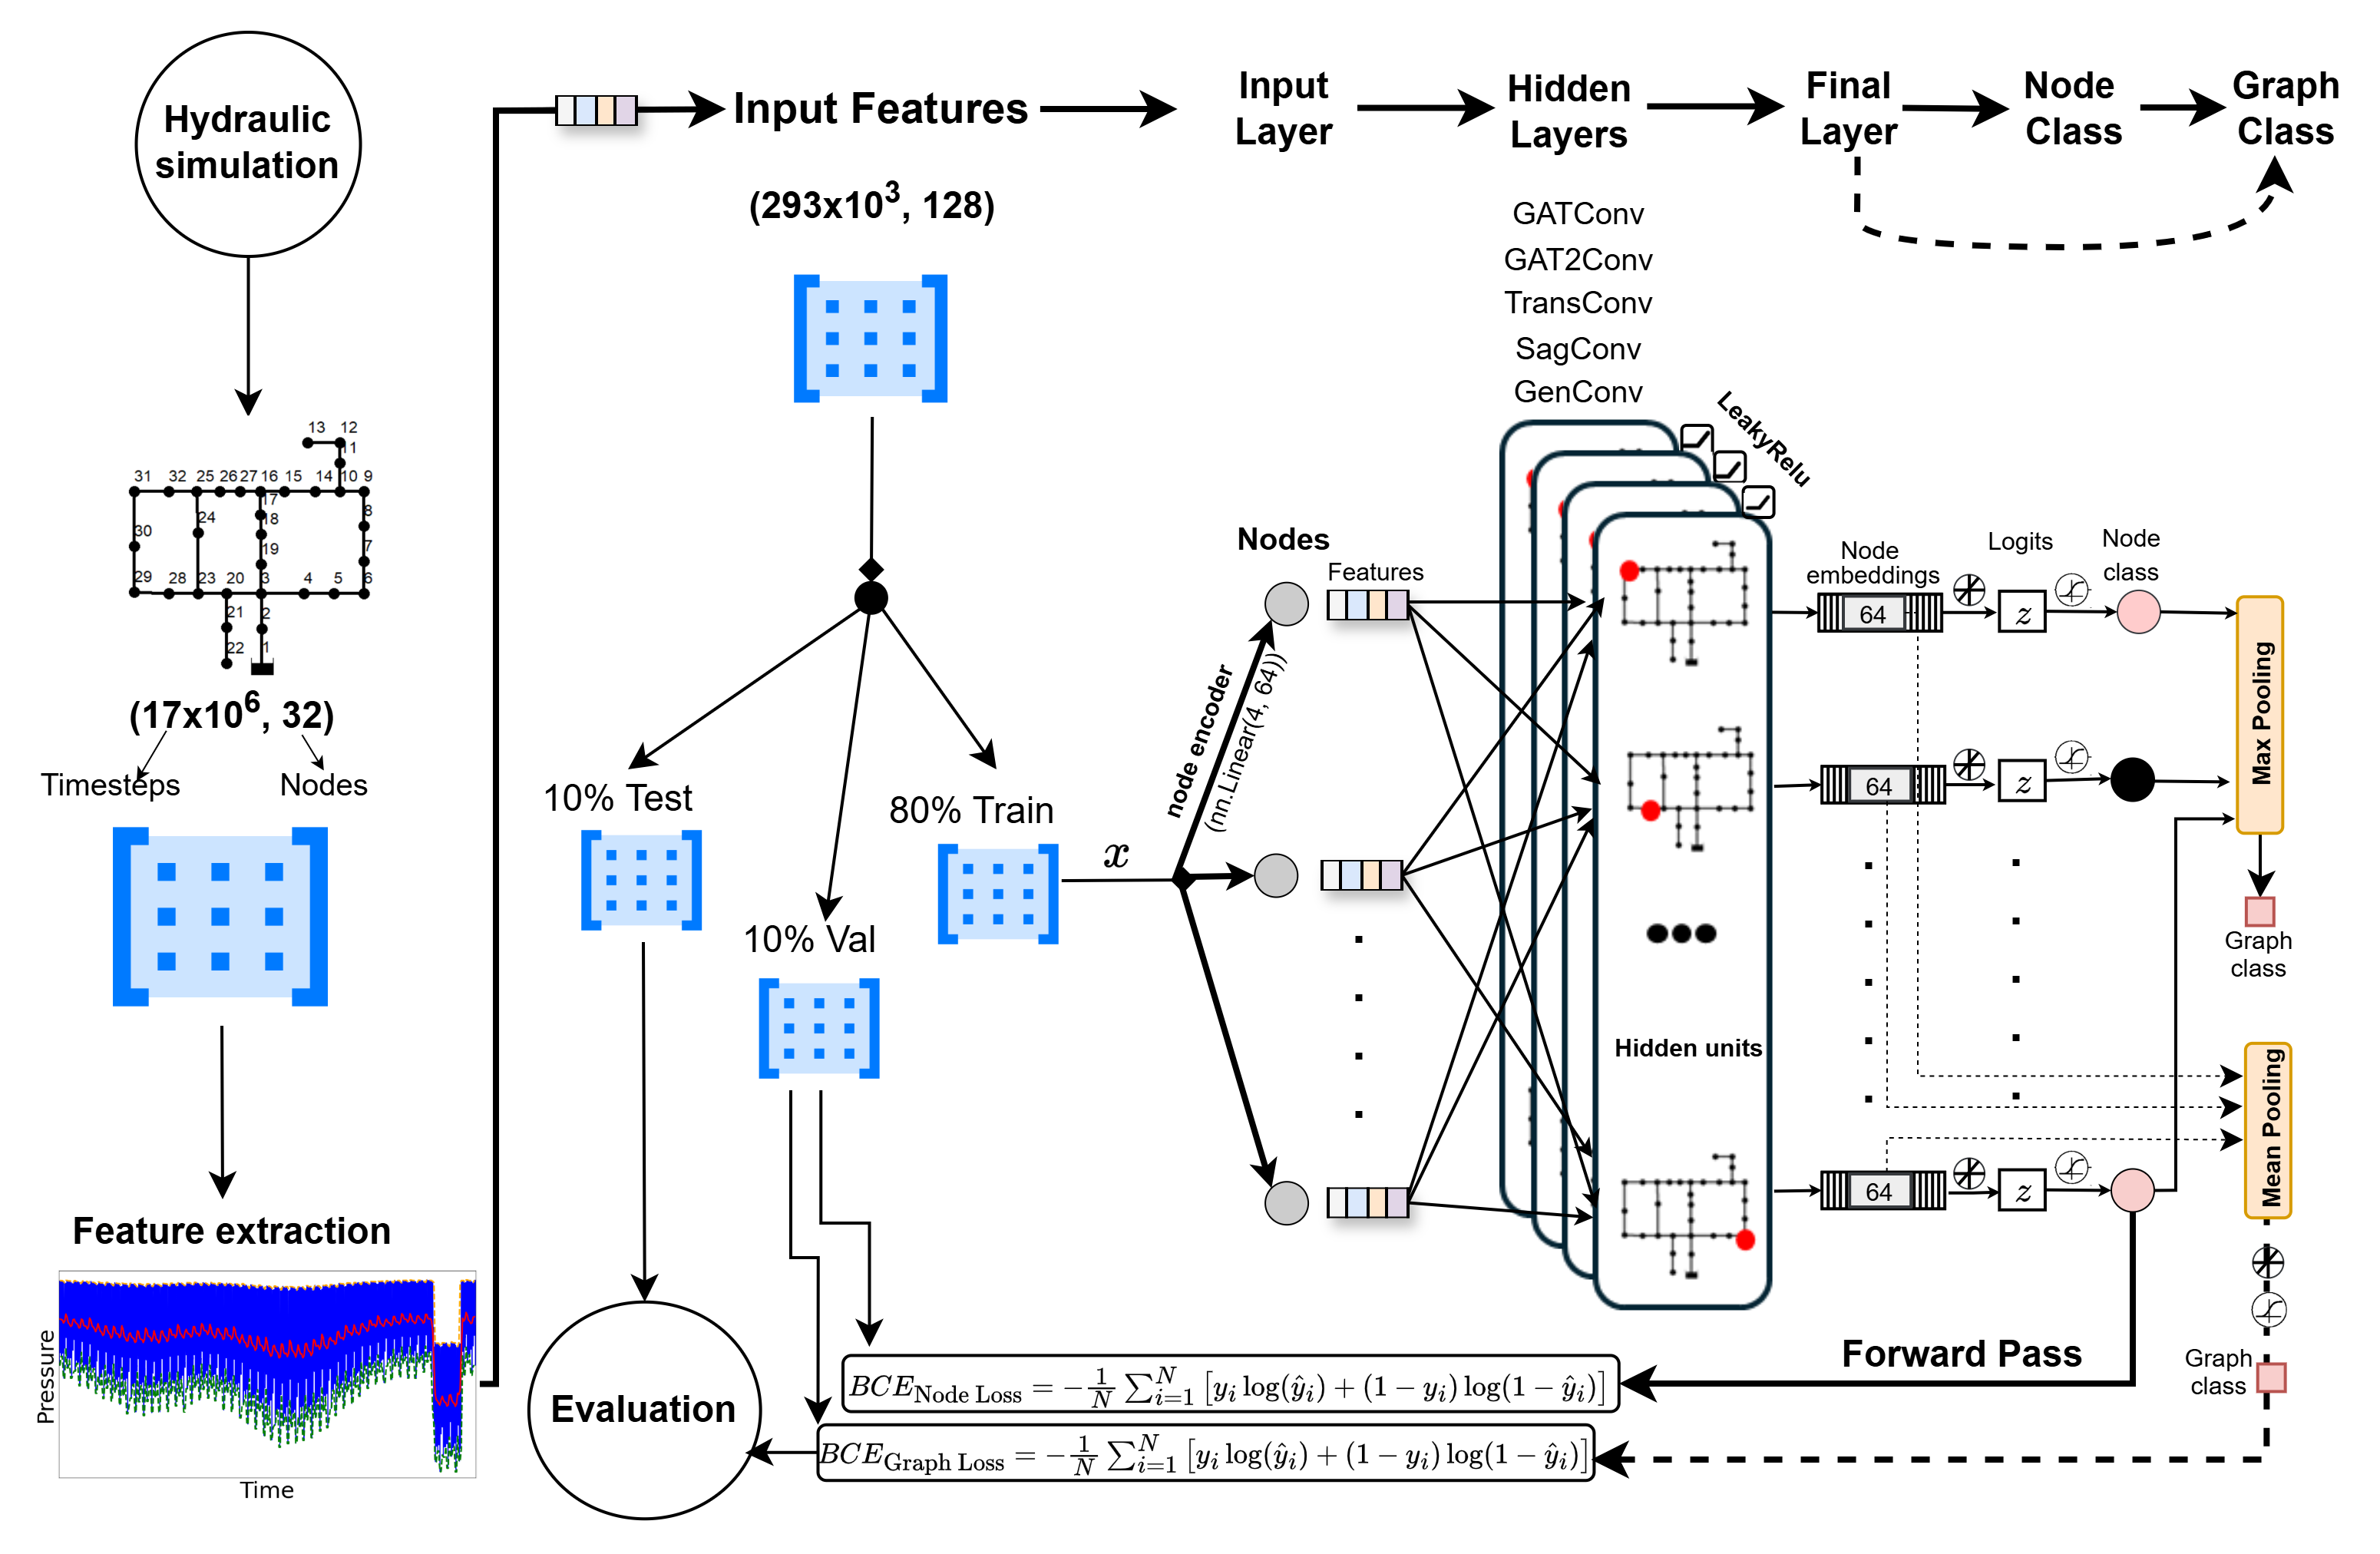 Hydraulic
simulation
Input Features
Input
Layer
Hidden
Layers
Final
Layer
Node
Class
Graph
Class
(293x10³, 128)
GATConv
GAT2Conv
TransConv
SagConv
GenConv
LeakyRelu
13 12
11
31 32 25 26 27 16 15 14 10 9
17
8
24 18
30
19 7
29 28 23 20 3 4 5 6
21 2
22 1
(17x10⁶, 32)
Timesteps
Nodes
Feature extraction
Pressure
Time
10% Test
80% Train
10% Val
Evaluation
x
node encoder
(nn.Linear(4, 64))
Nodes
Features
Hidden units
Node
embeddings
Logits
Node
class
64
z
64
z
64
z
Max Pooling
Graph
class
Mean Pooling
Graph
class
Forward Pass
BCE_Node Loss = −1/N ∑_{i=1}^{N} [y_i log(ŷ_i) + (1 − y_i) log(1 − ŷ_i)]
BCE_Graph Loss = −1/N ∑_{i=1}^{N} [y_i log(ŷ_i) + (1 − y_i) log(1 − ŷ_i)]